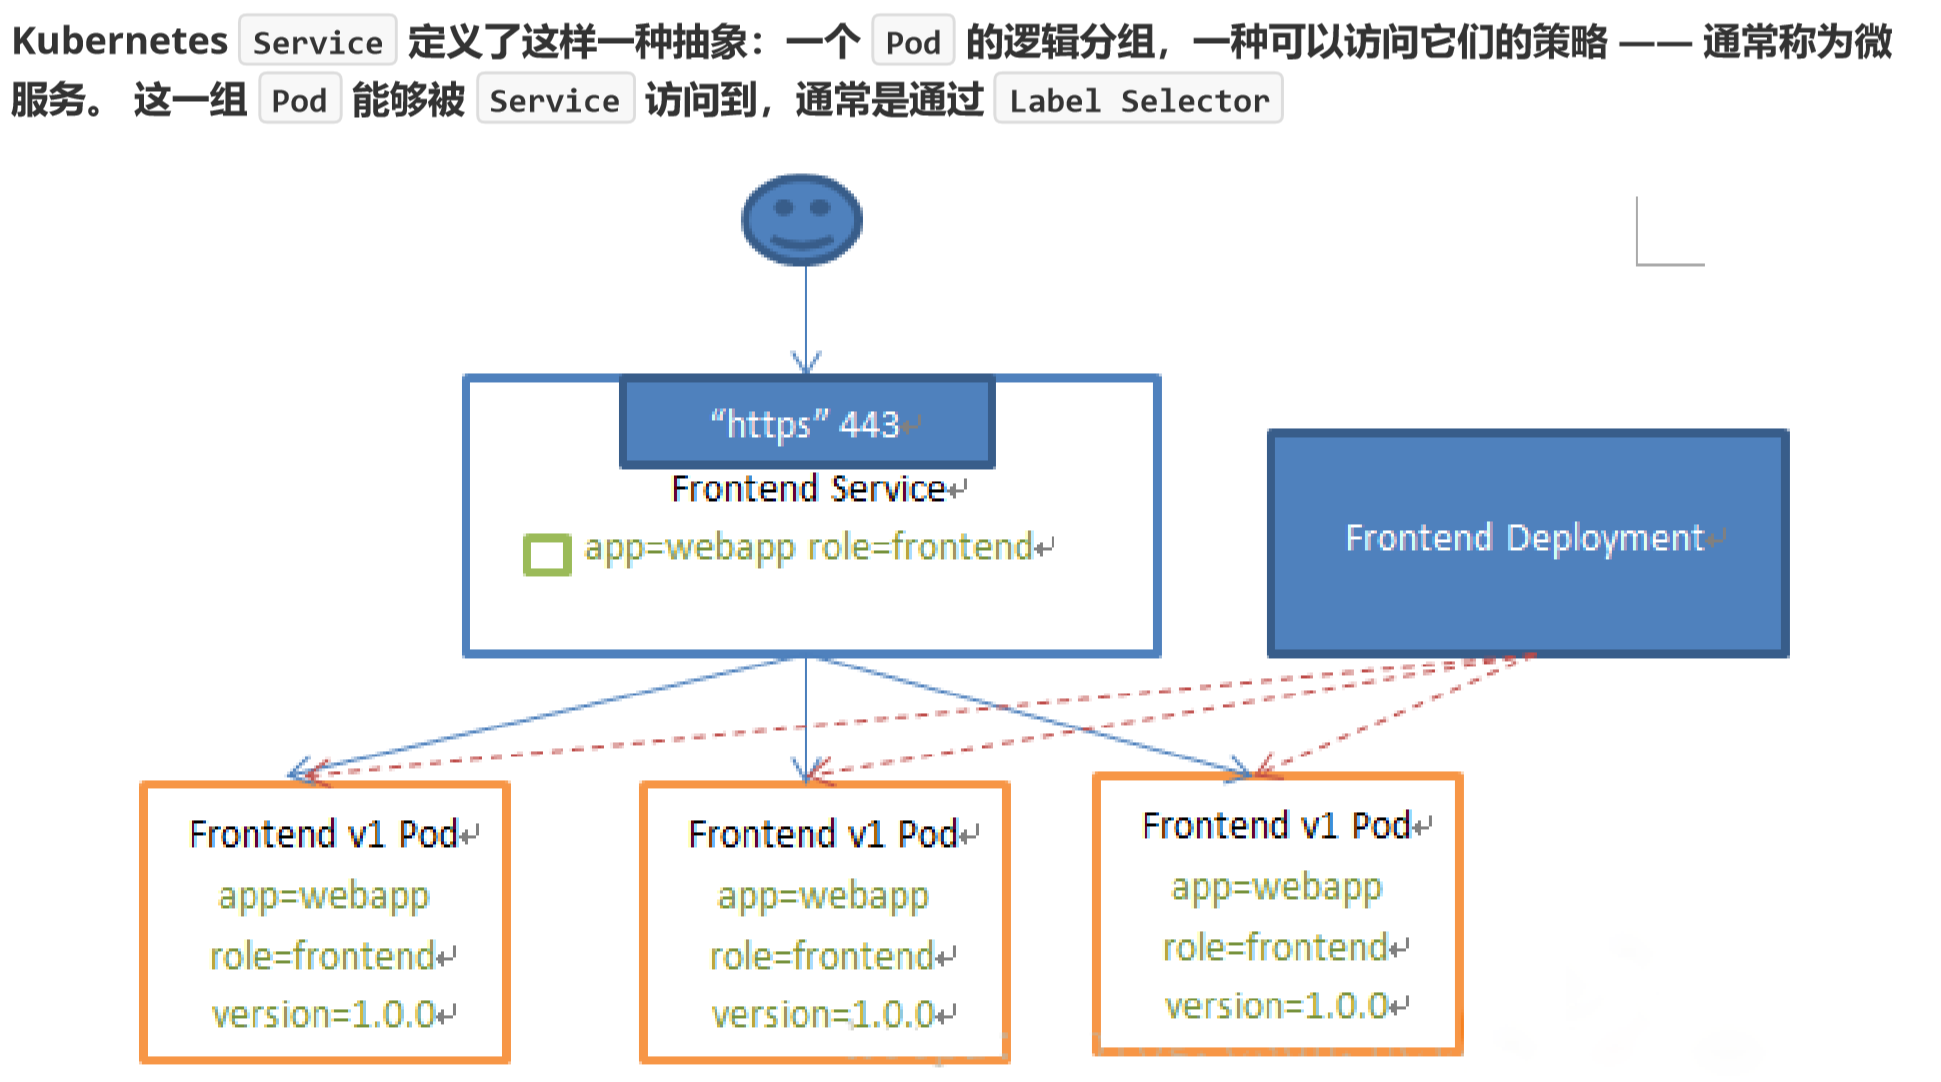 Kubernetes Service 定义了这样一种抽象：一个 Pod 的逻辑分组，一种可以访问它们的策略 —— 通常称为微
服务。 这一组 Pod 能够被 Service 访问到，通常是通过 Label Selector
“https” 443
Frontend Service
app=webapp role=frontend
Frontend Deployment
Frontend v1 Pod
app=webapp
role=frontend
version=1.0.0
Frontend v1 Pod
app=webapp
role=frontend
version=1.0.0
Frontend v1 Pod
app=webapp
role=frontend
version=1.0.0